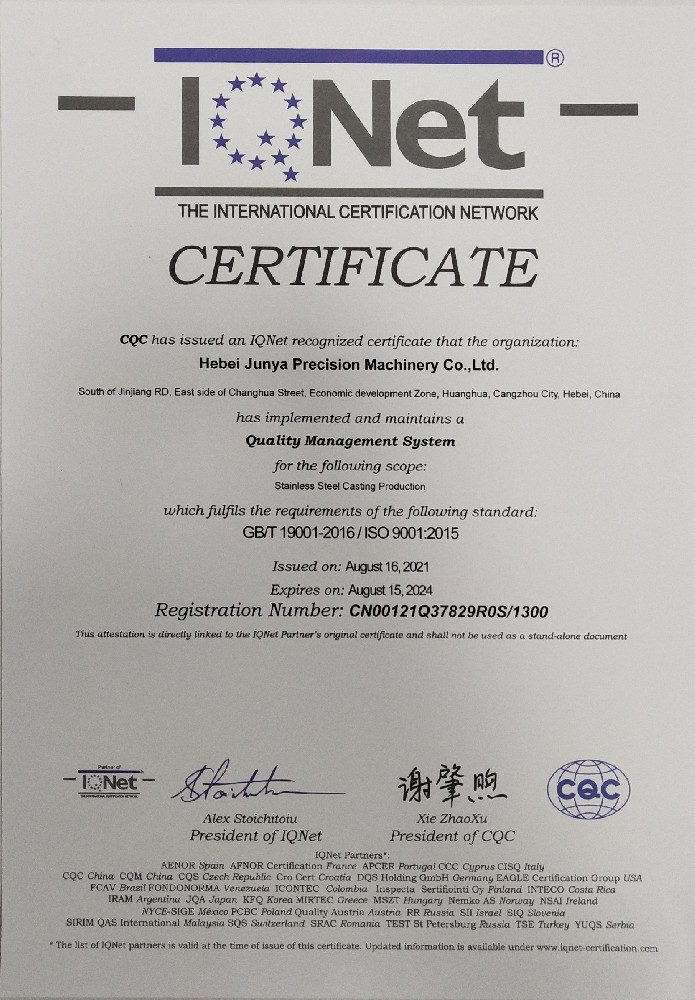 IQNet®
THE INTERNATIONAL CERTIFICATION NETWORK
CERTIFICATE
CQC has issued an IQNet recognized certificate that the organization:
Hebei Junya Precision Machinery Co.,Ltd.
South of Jinjiang RD, East side of Changhua Street, Economic development Zone, Huanghua, Cangzhou City, Hebei, China
has implemented and maintains a
Quality Management System
for the following scope:
Stainless Steel Casting Production
which fulfils the requirements of the following standard:
GB/T 19001-2016 / ISO 9001:2015
Issued on: August 16, 2021
Expires on: August 15, 2024
Registration Number: CN00121Q37829R0S/1300
This attestation is directly linked to the IQNet Partner's original certificate and shall not be used as a stand-alone document
Partner of
IQNet
THE INTERNATIONAL CERTIFICATION NETWORK
谢肇煦
CQC
Alex Stoichitoiu
Xie ZhaoXu
President of IQNet
President of CQC
IQNet Partners*:
AENOR Spain AFNOR Certification France APCER Portugal CCC Cyprus CISQ Italy
CQC China CQM China CQS Czech Republic Cro Cert Croatia DQS Holding GmbH Germany EAGLE Certification Group USA
FCAV Brazil FONDONORMA Venezuela ICONTEC Colombia Inspecta Sertifiointi Oy Finland INTECO Costa Rica
IRAM Argentina JQA Japan KFQ Korea MIRTEC Greece MSZT Hungary Nemko AS Norway NSAI Ireland
NYCE-SIGE México PCBC Poland Quality Austria Austria RR Russia SII Israel SIQ Slovenia
SIRIM QAS International Malaysia SQS Switzerland SRAC Romania TEST St Petersburg Russia TSE Turkey YUQS Serbia
* The list of IQNet partners is valid at the time of issue of this certificate. Updated information is available under www.iqnet-certification.com